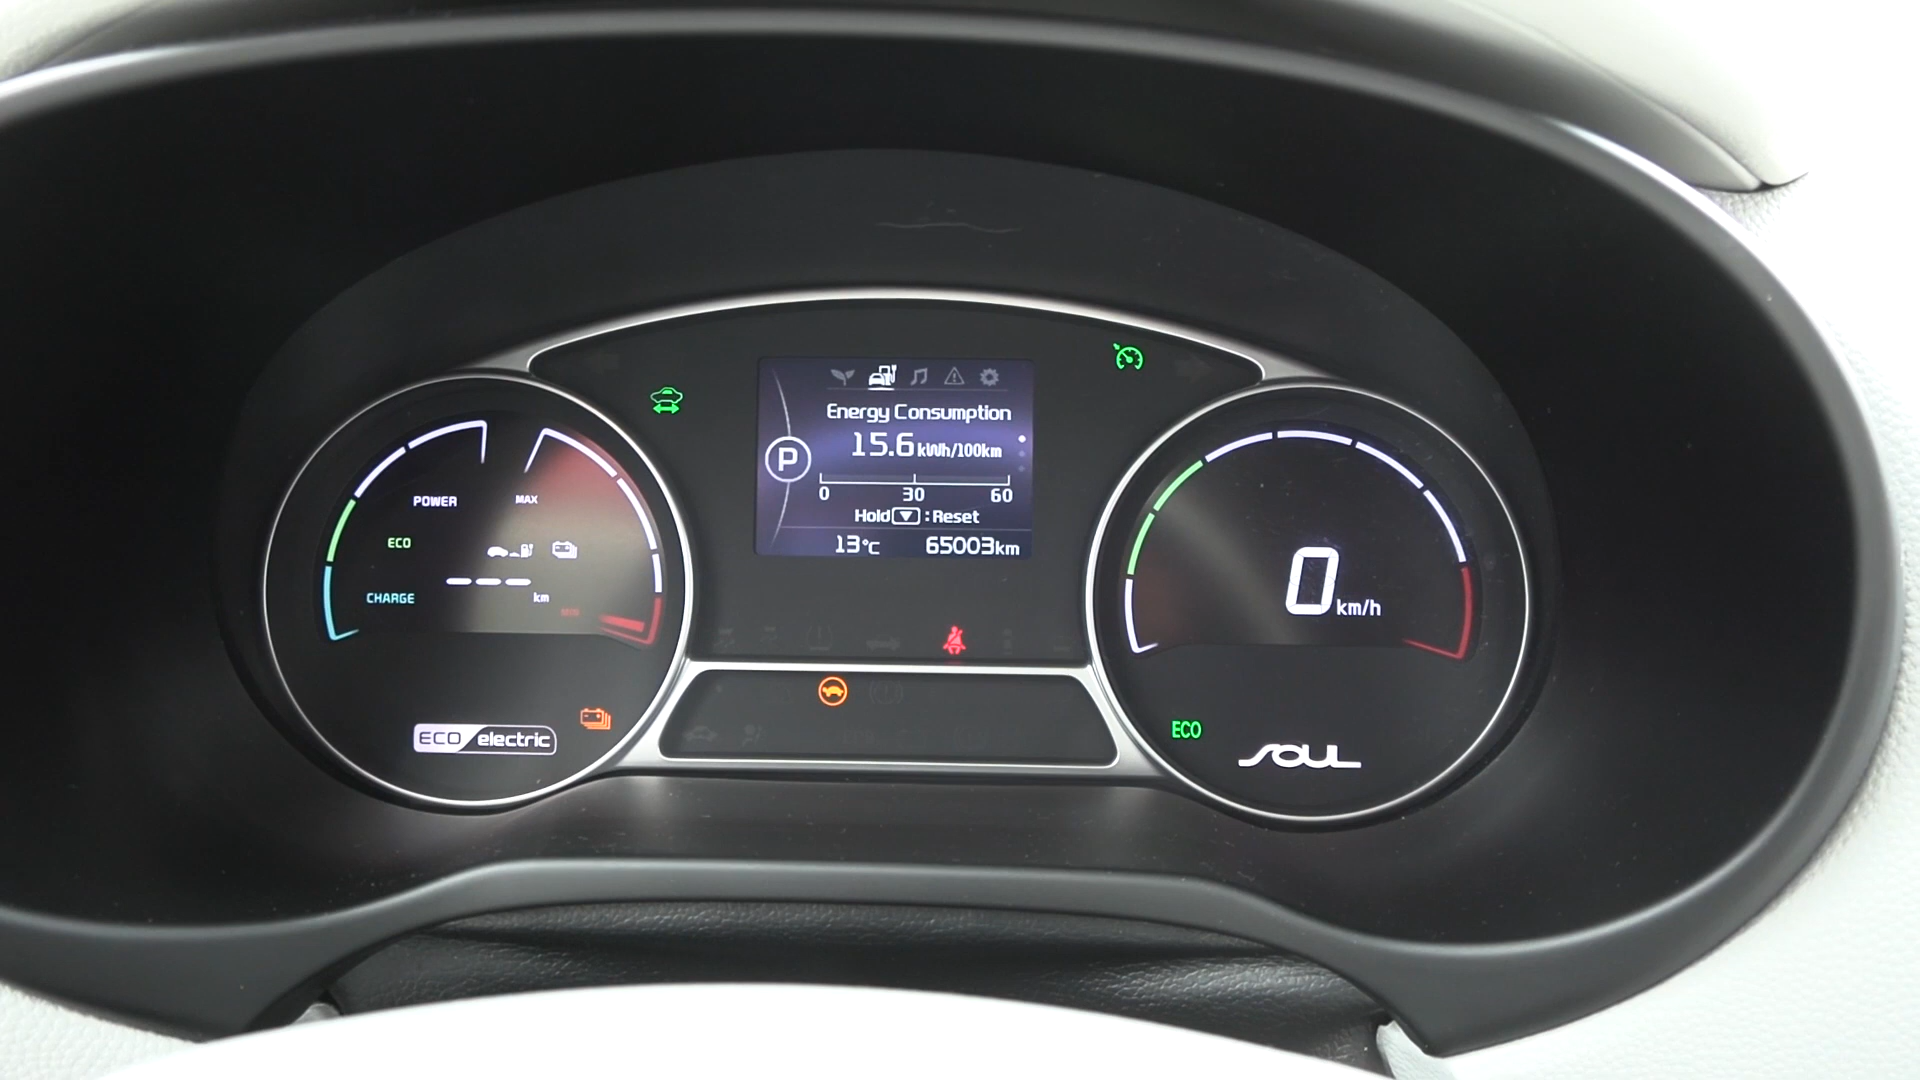 Energy Consumption
15.6 kWh/100km
P
0 30 60
Hold ▼ : Reset
13°C 65003km
POWER
MAX
ECO
CHARGE
--- km
ECO electric
0 km/h
ECO
SOUL